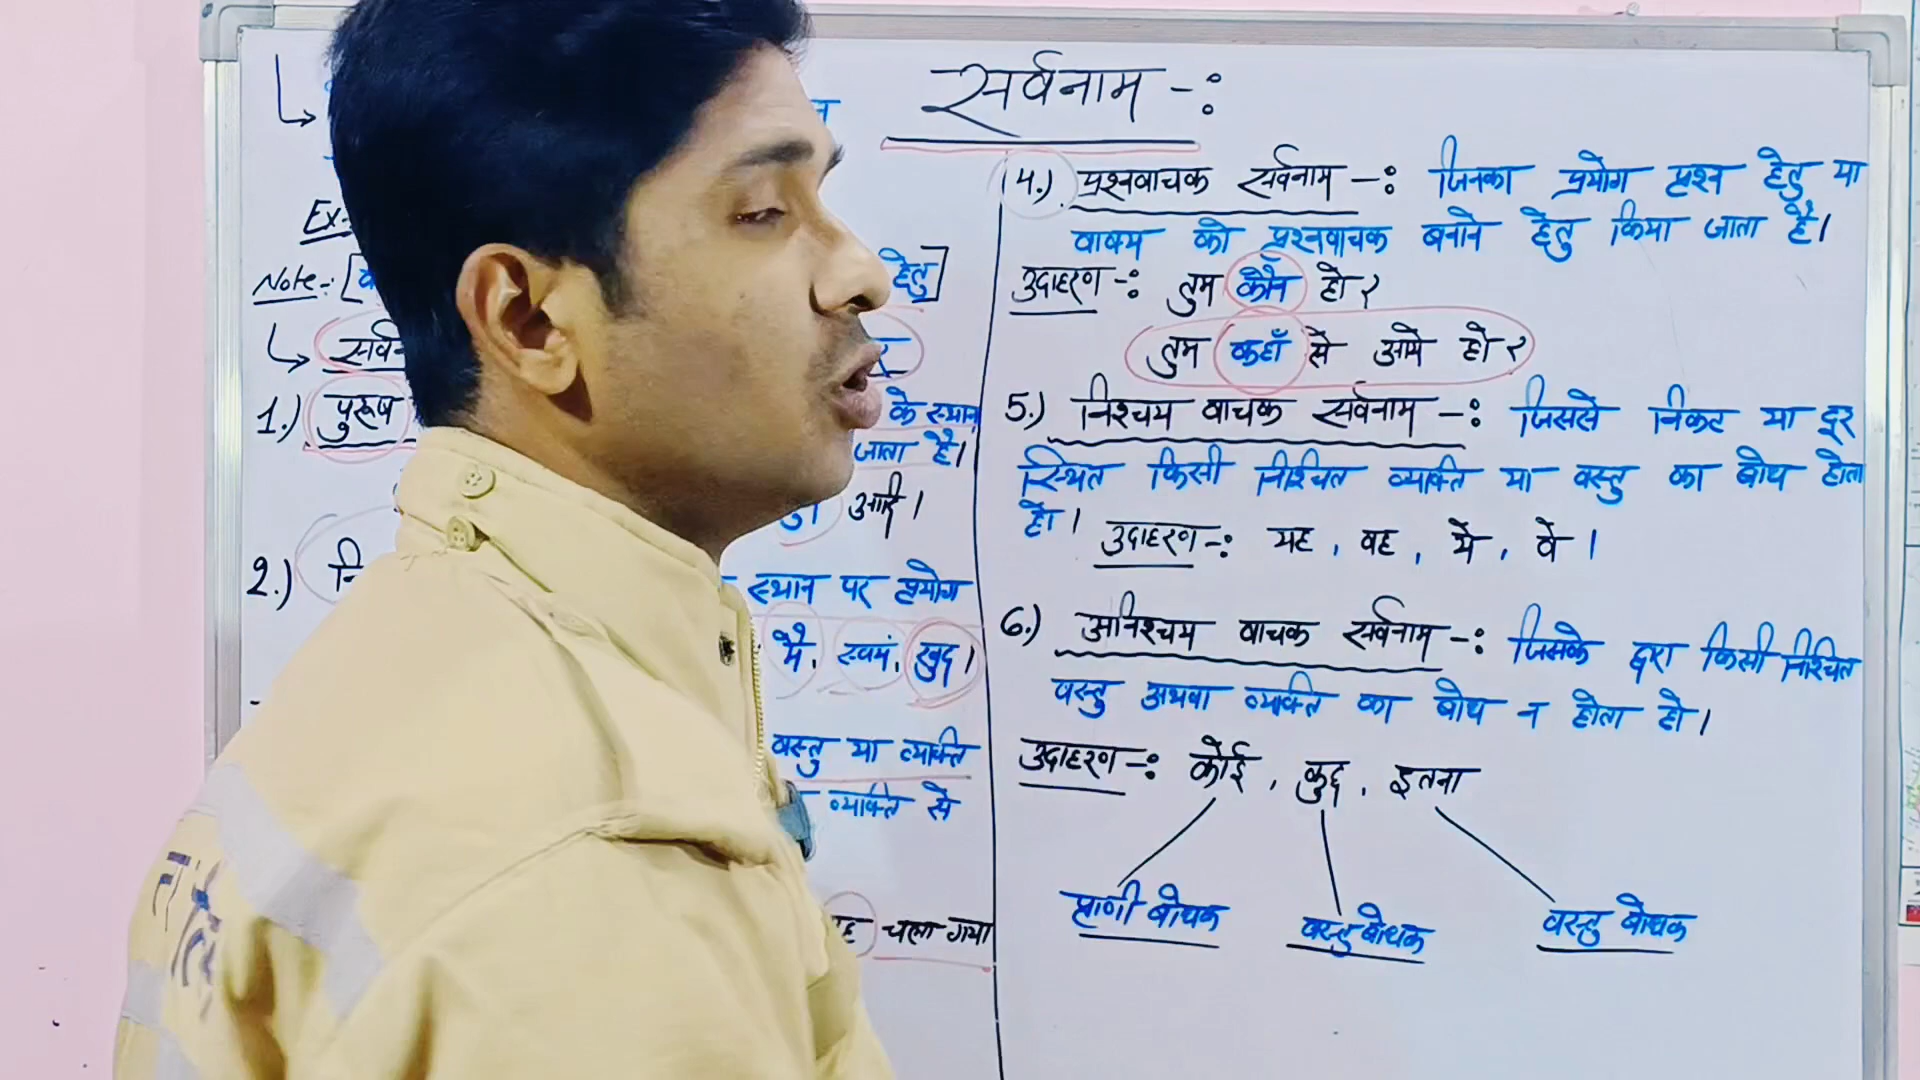 सर्वनाम -:
Ex-
Note-: [ हेतु]
सर्व
1.) पुरूष के स्थान
जाता है।
आदि।
2.) नि स्थान पर प्रयोग
मै, स्वयं, खुद।
वस्तु या व्यक्ति
व्यक्ति से
चला गया
4.) प्रश्नवाचक सर्वनाम -: जिनका प्रयोग प्रश्न हेतु या
वाक्य को प्रश्नवाचक बनाने हेतु किया जाता है।
उदाहरण -: तुम कौन हो?
तुम कहाँ से आये हो?
5.) निश्चय वाचक सर्वनाम -: जिससे निकट या दूर
स्थित किसी निश्चित व्यक्ति या वस्तु का बोध होता
हो।
उदाहरण -: यह, वह, ये, वे।
6.) अनिश्चय वाचक सर्वनाम -: जिसके द्वारा किसी निश्चित
वस्तु अथवा व्यक्ति का बोध न होता हो।
उदाहरण -: कोई, कुछ, इतना
प्राणी बोधक वस्तु बोधक वस्तु बोधक